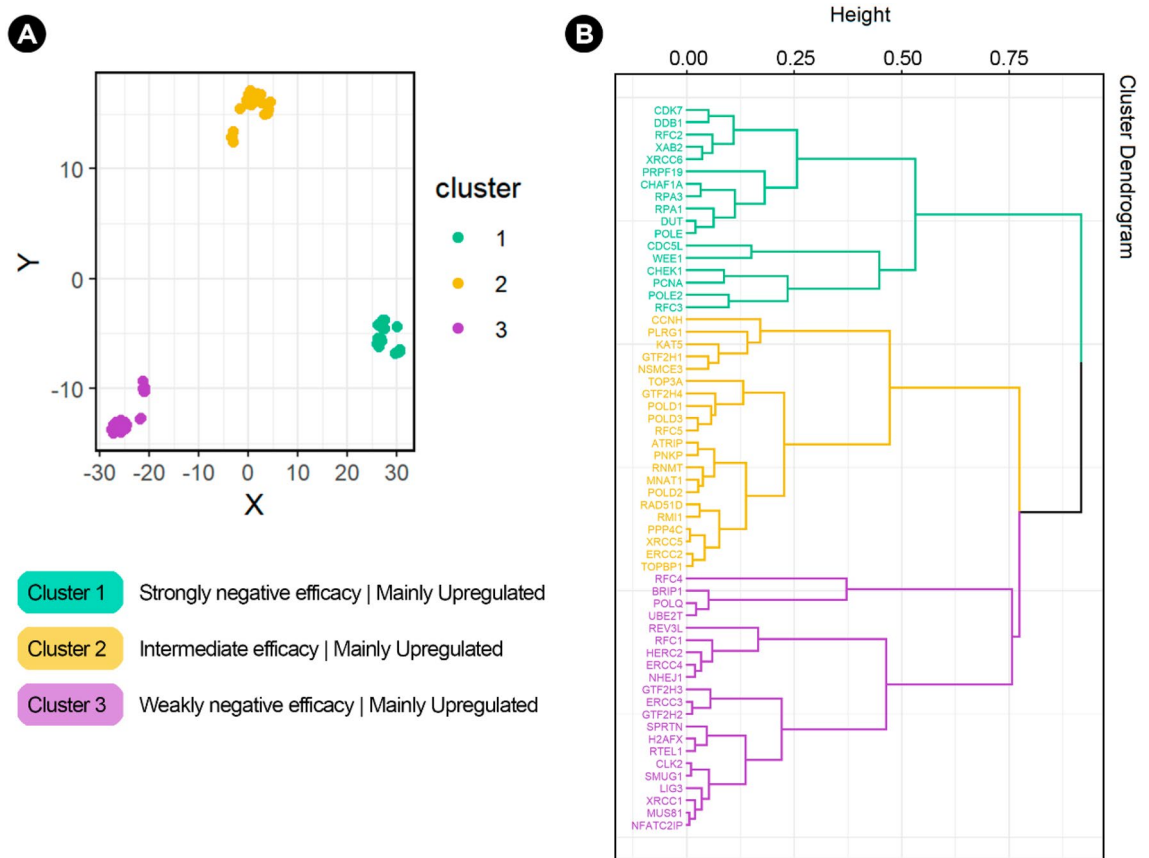 A
B
Height
0.00 0.25 0.50 0.75
Cluster Dendrogram
10
0
-10
Y
-30 -20 -10 0 10 20 30
X
cluster
1
2
3
Cluster 1 Strongly negative efficacy | Mainly Upregulated
Cluster 2 Intermediate efficacy | Mainly Upregulated
Cluster 3 Weakly negative efficacy | Mainly Upregulated
CDK7
DDB1
RFC2
XAB2
XRCC6
PRPF19
CHAF1A
RPA3
RPA1
DUT
POLE
CDC5L
WEE1
CHEK1
PCNA
POLE2
RFC3
CCNH
PLRG1
KAT5
GTF2H1
NSMCE3
TOP3A
GTF2H4
POLD1
POLD3
RFC5
ATRIP
PNKP
RNMT
MNAT1
POLD2
RAD51D
RMI1
PPP4C
XRCC5
ERCC2
TOPBP1
RFC4
BRIP1
POLQ
UBE2T
REV3L
RFC1
HERC2
ERCC4
NHEJ1
GTF2H3
ERCC3
GTF2H2
SPRTN
H2AFX
RTEL1
CLK2
SMUG1
LIG3
XRCC1
MUS81
NFATC2IP